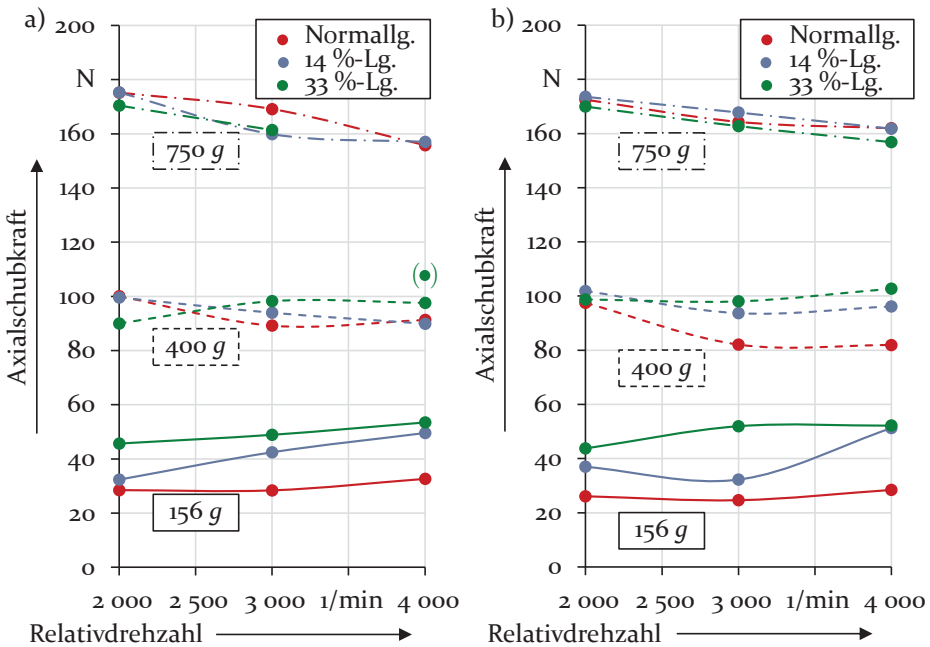 a)
200
N
160
140
120
100
80
60
40
20
0
Axialschubkraft
Normallg.
14 %-Lg.
33 %-Lg.
750 g
( )
400 g
156 g
2 000 2 500 3 000 1/min 4 000
Relativdrehzahl
b)
200
N
160
140
120
100
80
60
40
20
0
Axialschubkraft
Normallg.
14 %-Lg.
33 %-Lg.
750 g
400 g
156 g
2 000 2 500 3 000 1/min 4 000
Relativdrehzahl